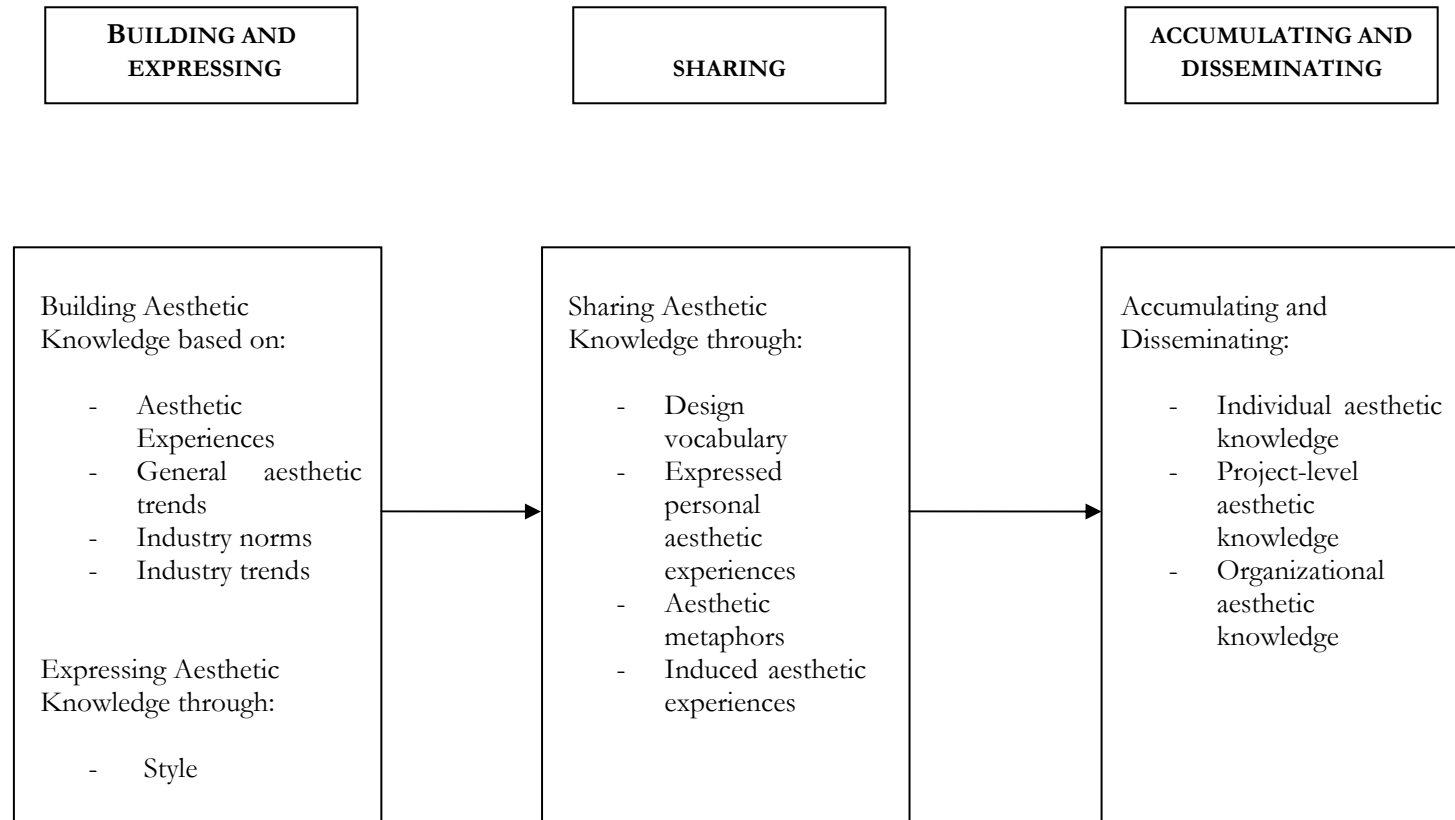 BUILDING AND
EXPRESSING
SHARING
ACCUMULATING AND
DISSEMINATING
Building Aesthetic
Knowledge based on:
- Aesthetic
Experiences
- General aesthetic
trends
- Industry norms
- Industry trends
Expressing Aesthetic
Knowledge through:
- Style
Sharing Aesthetic
Knowledge through:
- Design
vocabulary
- Expressed
personal
aesthetic
experiences
- Aesthetic
metaphors
- Induced aesthetic
experiences
Accumulating and
Disseminating:
- Individual aesthetic
knowledge
- Project-level
aesthetic
knowledge
- Organizational
aesthetic
knowledge